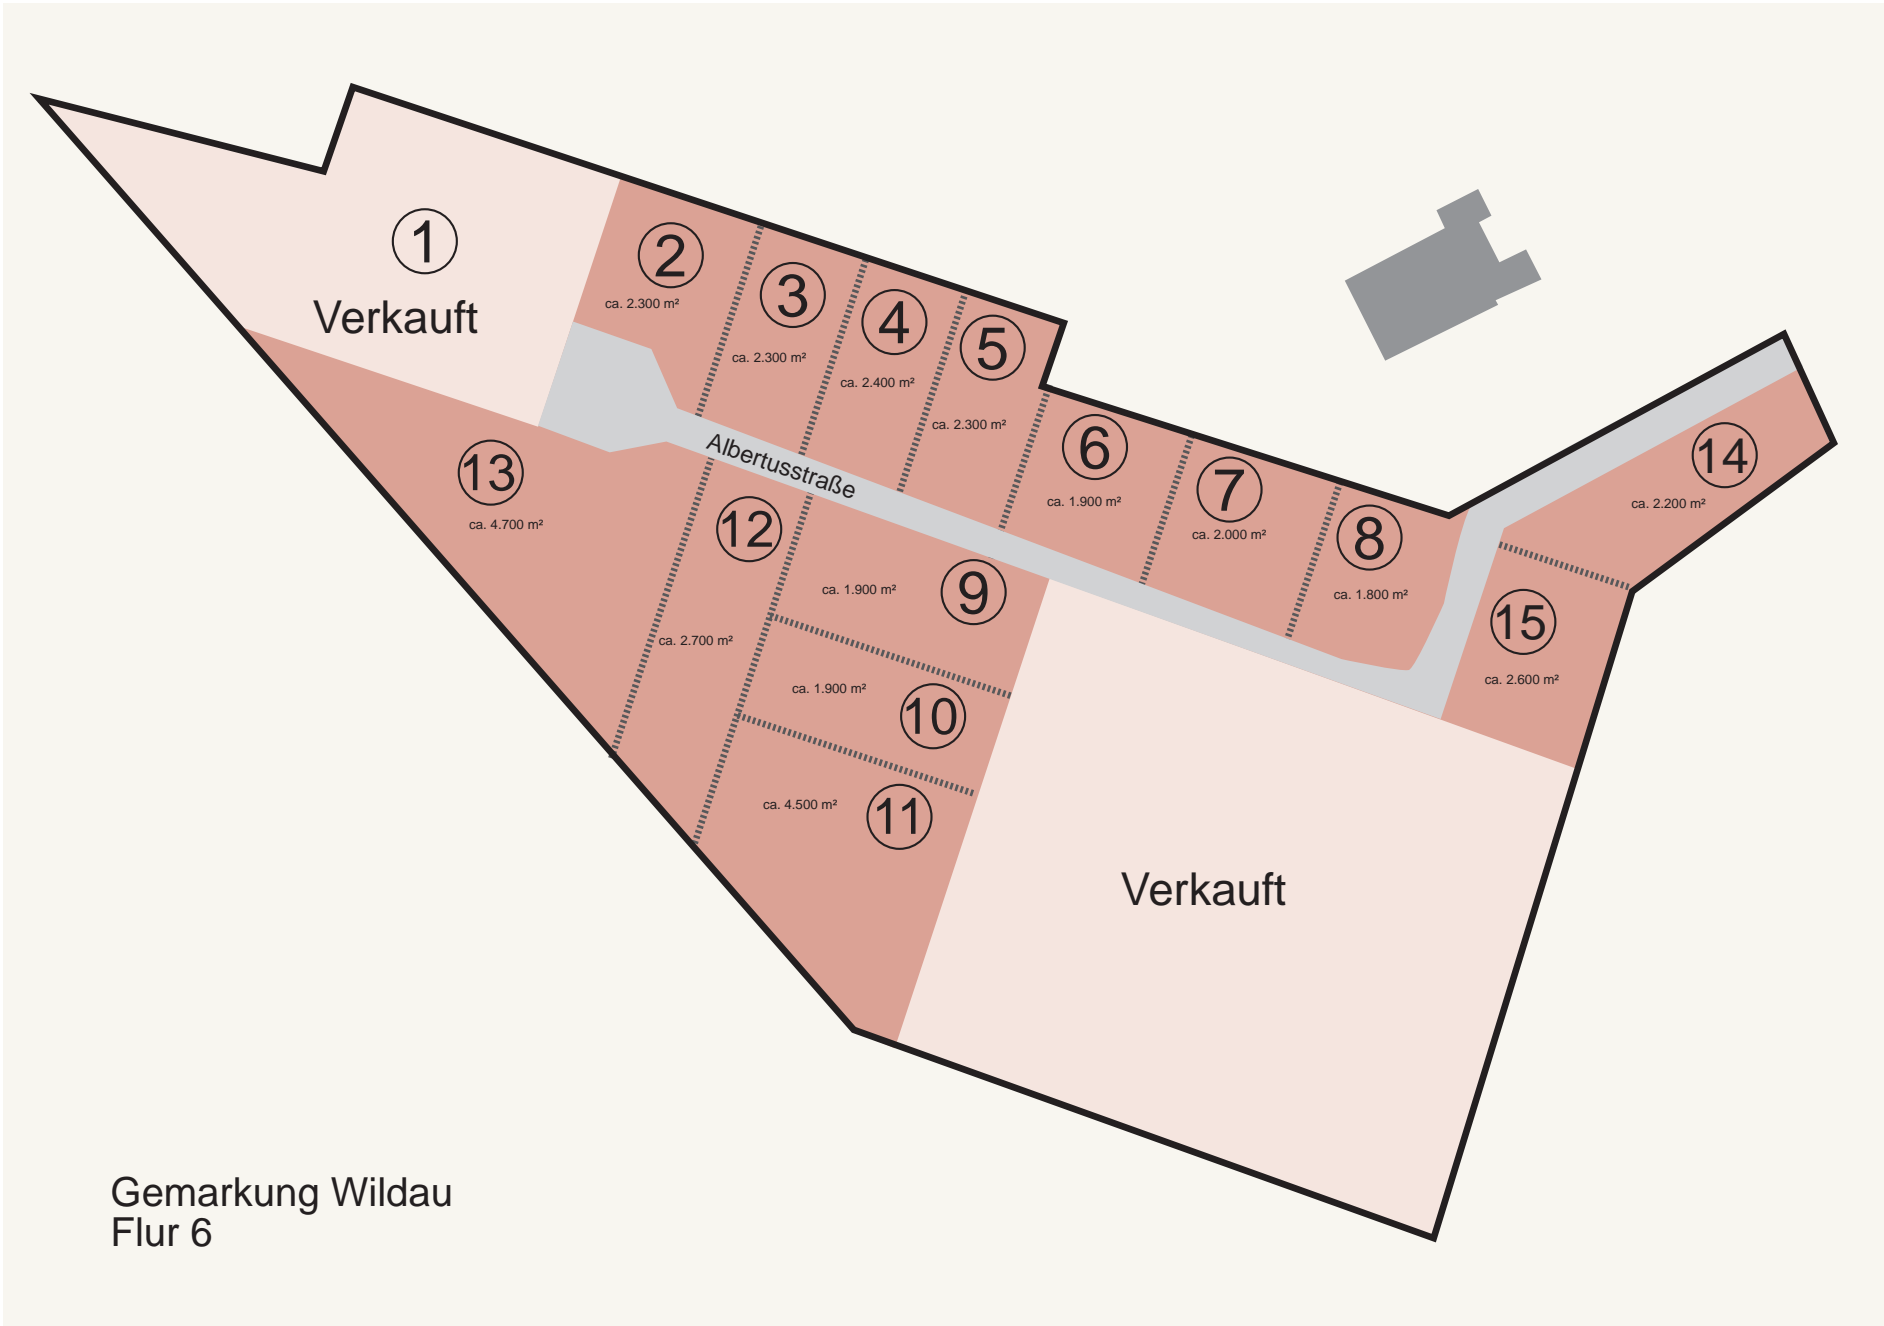 1
Verkauft
2
ca. 2.300 m²
3
ca. 2.300 m²
4
ca. 2.400 m²
5
ca. 2.300 m²
6
ca. 1.900 m²
7
ca. 2.000 m²
8
ca. 1.800 m²
14
ca. 2.200 m²
15
ca. 2.600 m²
Albertusstraße
13
ca. 4.700 m²
12
ca. 2.700 m²
9
ca. 1.900 m²
10
ca. 1.900 m²
11
ca. 4.500 m²
Verkauft
Gemarkung Wildau
Flur 6